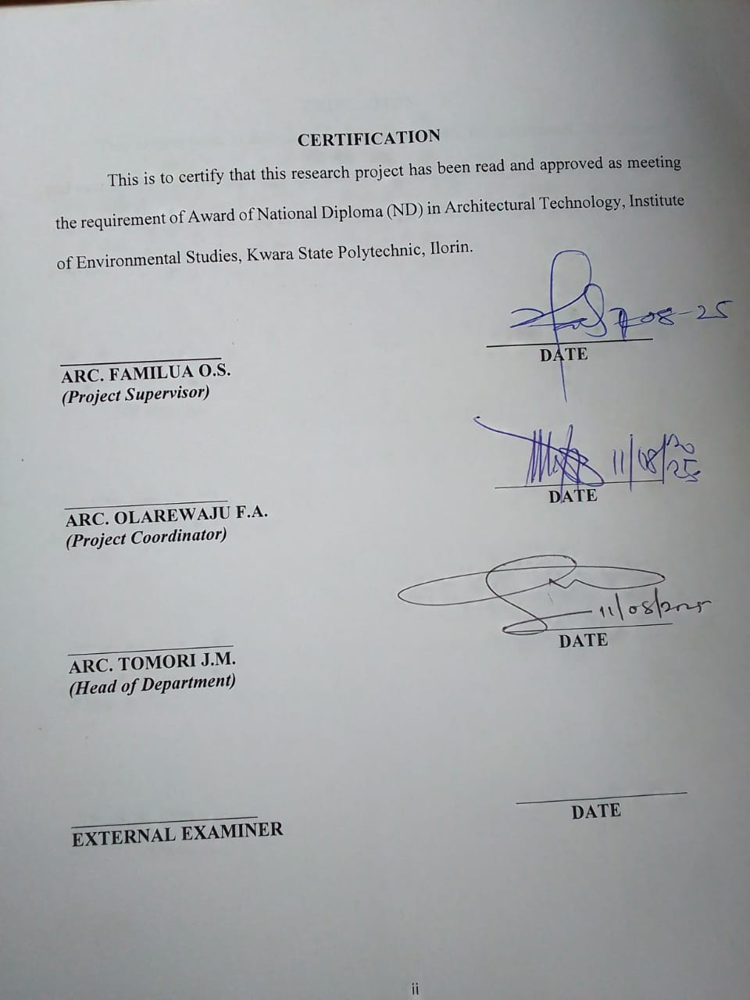 CERTIFICATION
This is to certify that this research project has been read and approved as meeting
the requirement of Award of National Diploma (ND) in Architectural Technology, Institute
of Environmental Studies, Kwara State Polytechnic, Ilorin.
08-25
ARC. FAMILUA O.S.
DATE
(Project Supervisor)
11/08/2025
ARC. OLAREWAJU F.A.
DATE
(Project Coordinator)
11/08/2025
ARC. TOMORI J.M.
DATE
(Head of Department)
EXTERNAL EXAMINER
DATE
ii